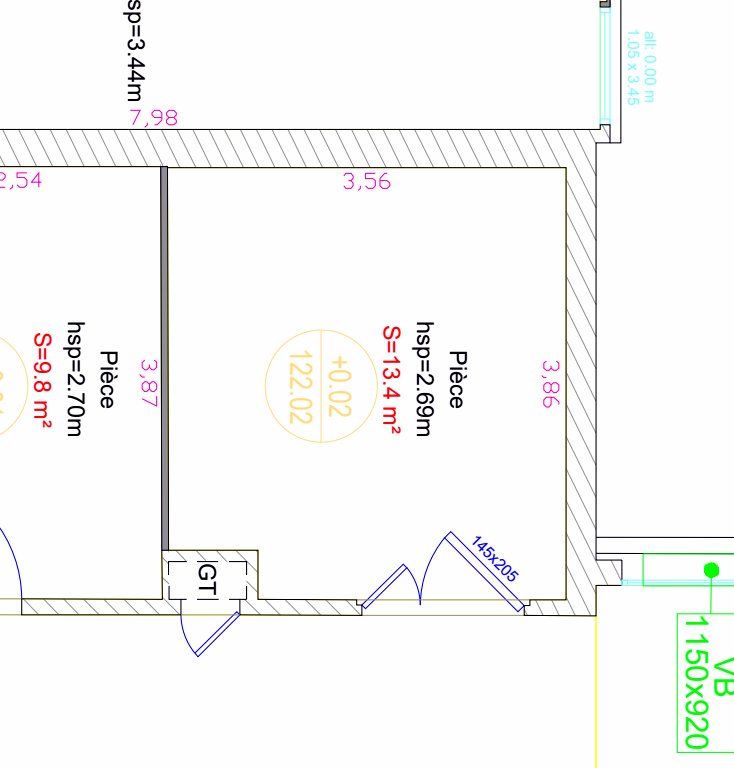 sp=3.44m
7,98
all: 0.00 m
1.05 x 3.45
2,54
3,56
Pièce
hsp=2.70m
S=9.8 m²
3,87
+0.02
122.02
Pièce
hsp=2.69m
S=13.4 m²
3,86
145x205
GT
VB
1150x920